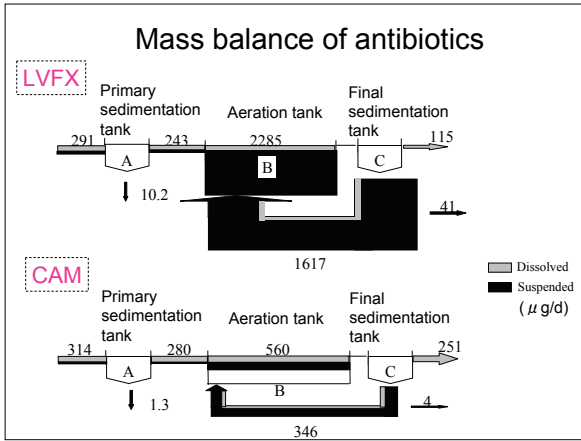 Mass balance of antibiotics
LVFX
Primary
sedimentation
tank
Aeration tank
Final
sedimentation
tank
291
243
2285
115
A
B
C
10.2
41
1617
CAM
Primary
sedimentation
tank
Aeration tank
Final
sedimentation
tank
Dissolved
Suspended
(μg/d)
314
280
560
251
A
B
C
1.3
4
346